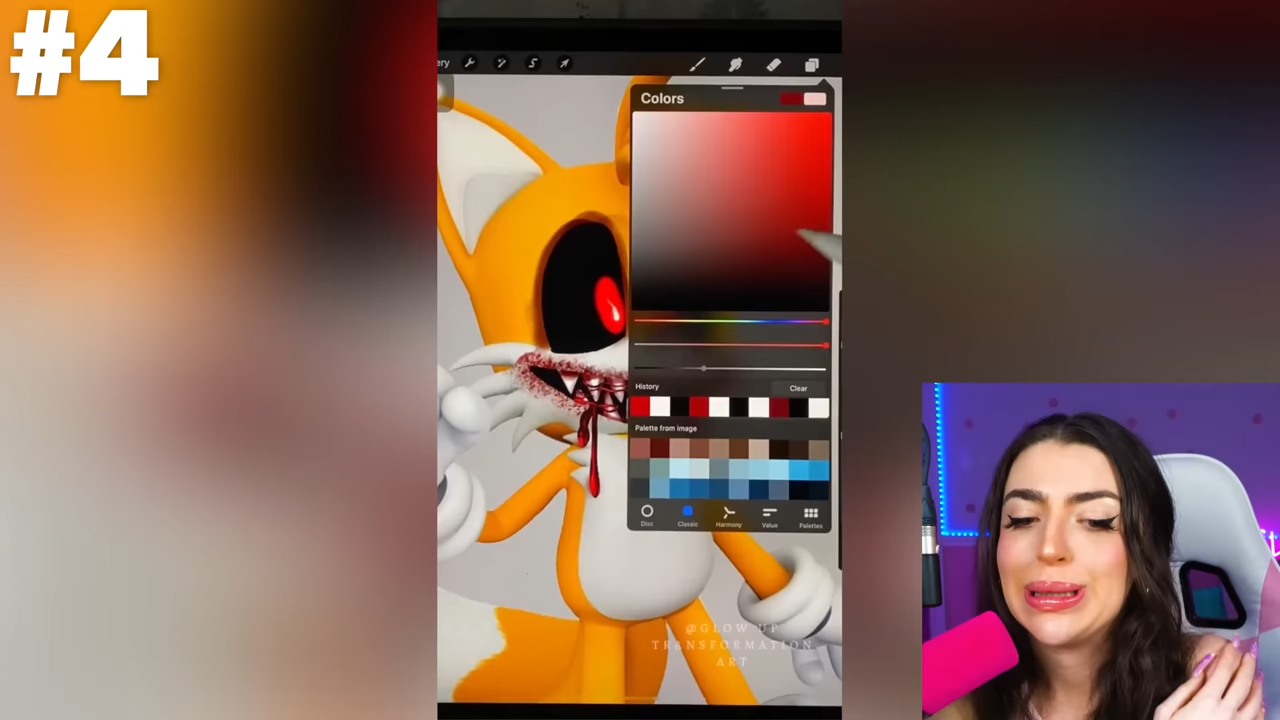 #4
ery
Colors
History
Clear
Palette from image
Disc
Classic
Harmony
Value
Palettes
@GLOW UP
TRANSFORMATION
ART